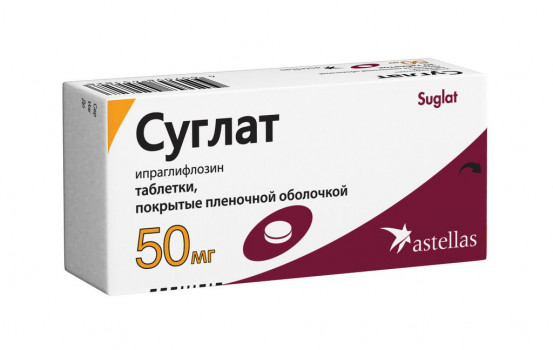 Suglat
Суглат
ипраглифлозин
таблетки,
покрытые пленочной оболочкой
50 мг
astellas